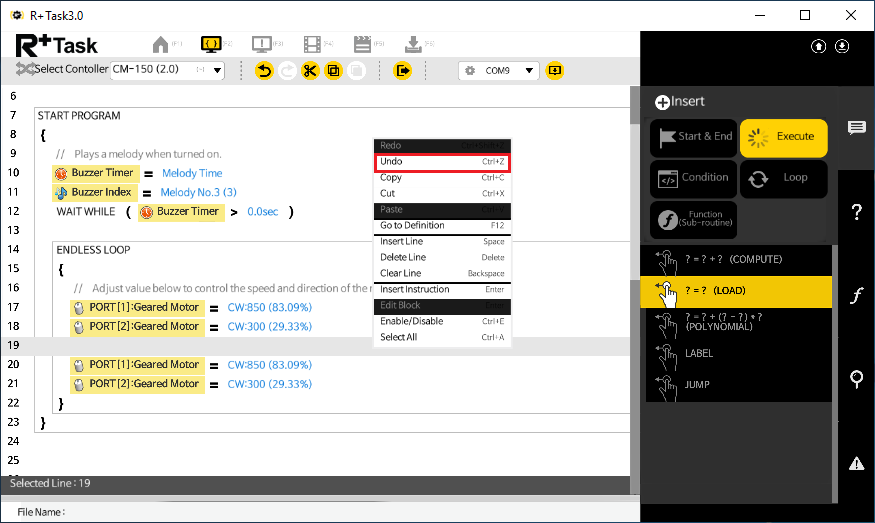 R+ Task3.0
R+Task
(F1)
(F2)
(F3)
(F4)
(F5)
(F6)
Select Contoller CM-150 (2.0)
COM9
6
7 START PROGRAM
8 {
9 // Plays a melody when turned on.
10 Buzzer Timer = Melody Time
11 Buzzer Index = Melody No.3 (3)
12 WAIT WHILE ( Buzzer Timer > 0.0sec )
13
14 ENDLESS LOOP
15 {
16 // Adjust value below to control the speed and direction of the
17 PORT[1]:Geared Motor = CW:850 (83.09%)
18 PORT[2]:Geared Motor = CW:300 (29.33%)
19
20 PORT[1]:Geared Motor = CW:850 (83.09%)
21 PORT[2]:Geared Motor = CW:300 (29.33%)
22 }
23 }
24
25
Redo
Undo Ctrl+Z
Copy Ctrl+C
Cut Ctrl+X
Paste
Go to Definition F12
Insert Line Space
Delete Line Delete
Clear Line Backspace
Insert Instruction Enter
Edit Block
Enable/Disable Ctrl+E
Select All Ctrl+A
Insert
Start & End
Execute
Condition
Loop
Function
(Sub-routine)
? = ? + ? (COMPUTE)
? = ? (LOAD)
? = ? + (? - ?) * ?
(POLYNOMIAL)
LABEL
JUMP
Selected Line : 19
File Name :